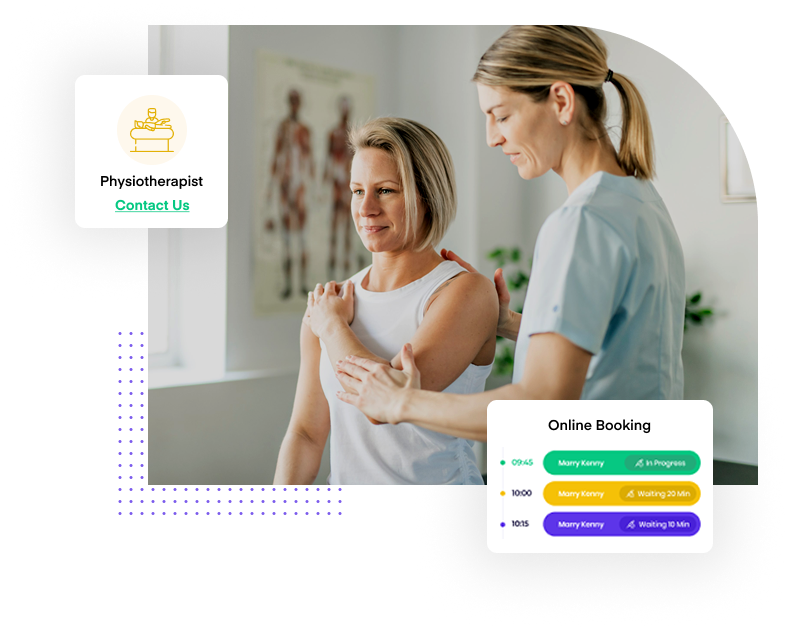 Physiotherapist
Contact Us
Online Booking
09:45 Marry Kenny In Progress
10:00 Marry Kenny Waiting 20 Min
10:15 Marry Kenny Waiting 10 Min